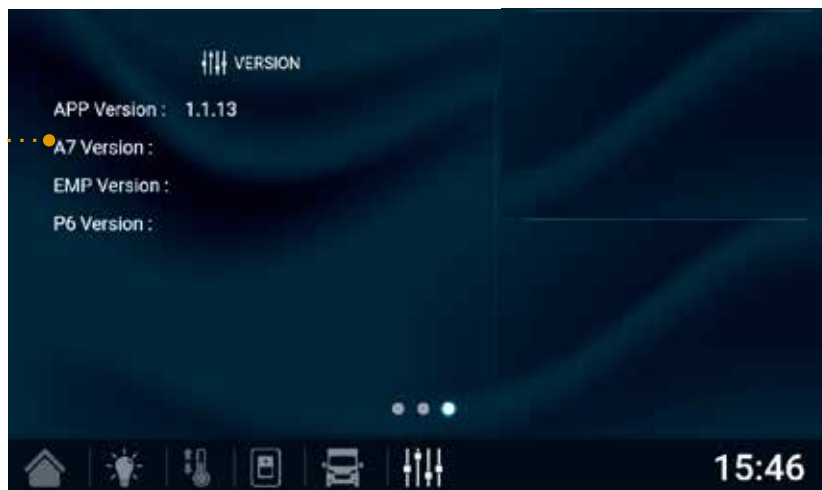 VERSION
APP Version : 1.1.13
A7 Version :
EMP Version :
P6 Version :
15:46